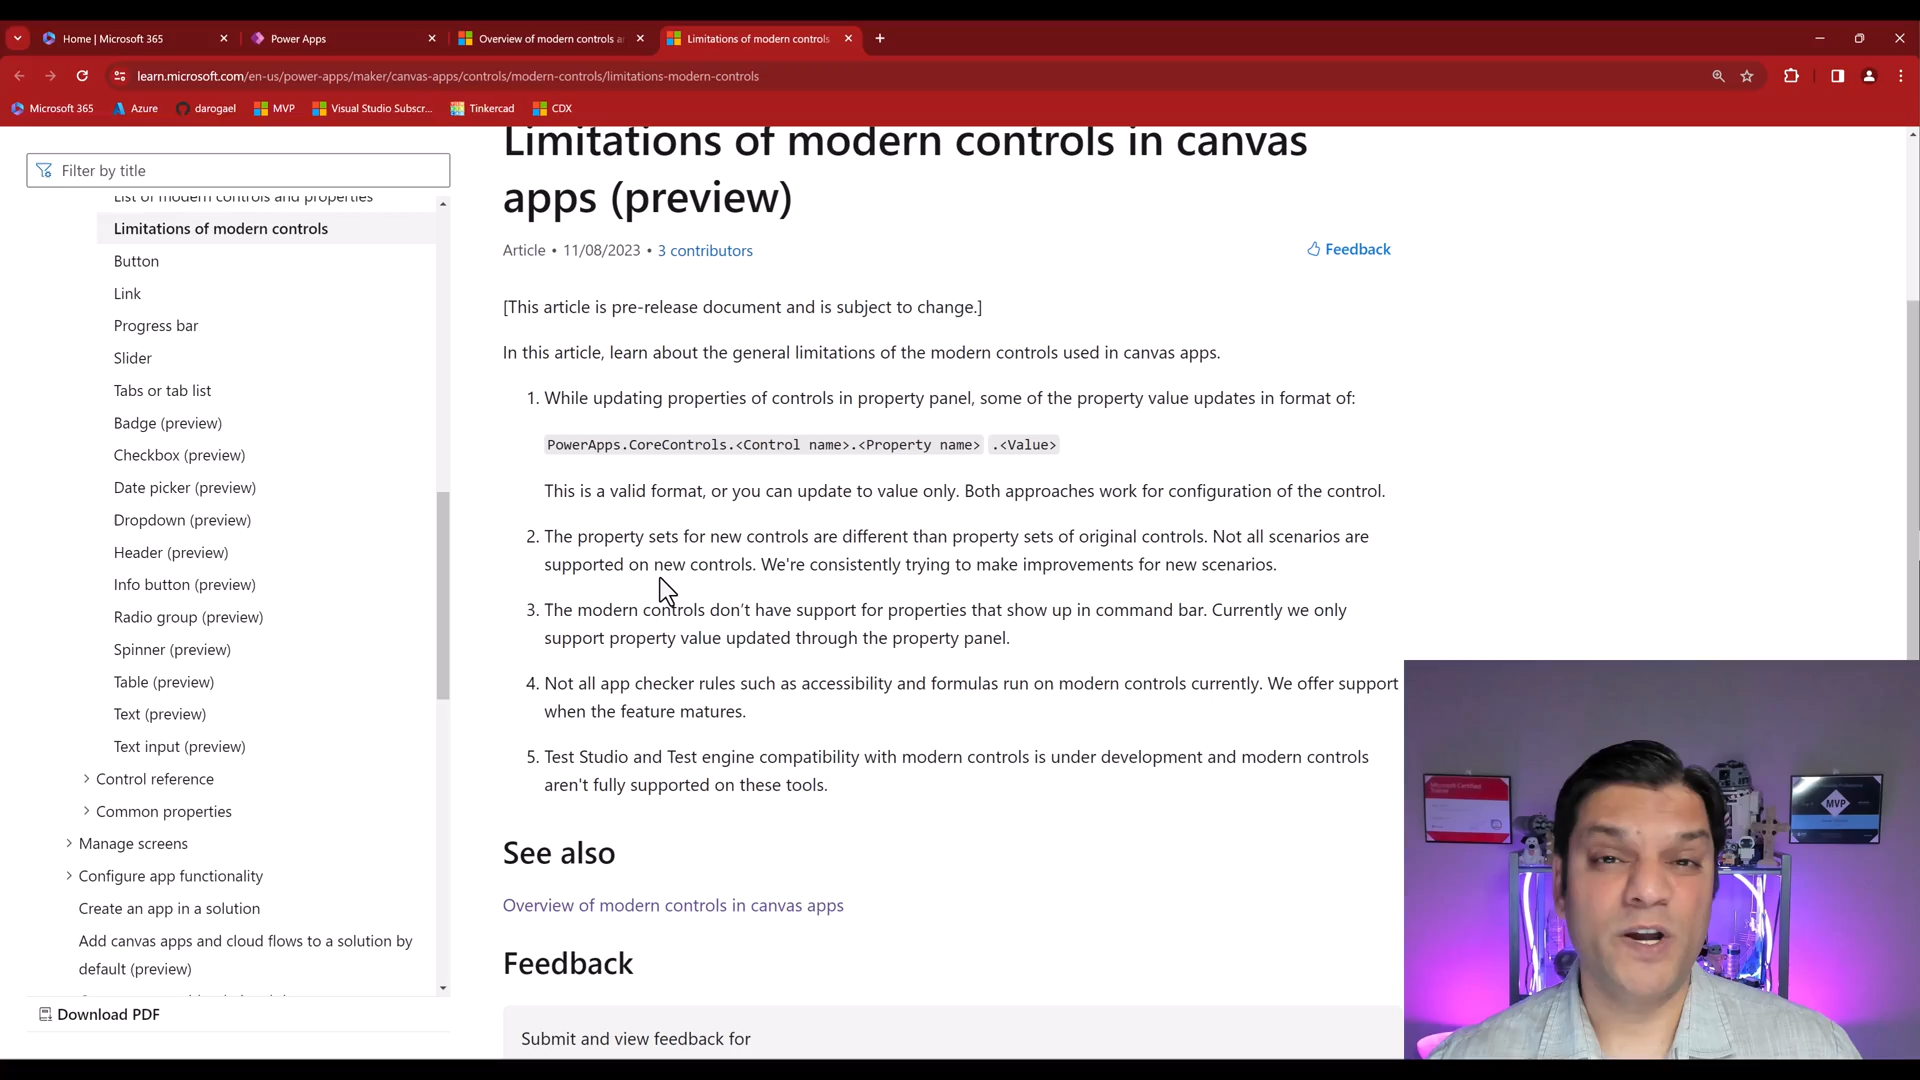 Home | Microsoft 365
Power Apps
Overview of modern controls a
Limitations of modern controls
learn.microsoft.com/en-us/power-apps/maker/canvas-apps/controls/modern-controls/limitations-modern-controls
Microsoft 365
Azure
darogael
MVP
Visual Studio Subscr...
Tinkercad
CDX
Filter by title
List of modern controls and properties
Limitations of modern controls
Button
Link
Progress bar
Slider
Tabs or tab list
Badge (preview)
Checkbox (preview)
Date picker (preview)
Dropdown (preview)
Header (preview)
Info button (preview)
Radio group (preview)
Spinner (preview)
Table (preview)
Text (preview)
Text input (preview)
Control reference
Common properties
Manage screens
Configure app functionality
Create an app in a solution
Add canvas apps and cloud flows to a solution by
default (preview)
Download PDF
Limitations of modern controls in canvas
apps (preview)
Article • 11/08/2023 • 3 contributors
Feedback
[This article is pre-release document and is subject to change.]
In this article, learn about the general limitations of the modern controls used in canvas apps.
1. While updating properties of controls in property panel, some of the property value updates in format of:
PowerApps.CoreControls.<Control name>.<Property name> .<Value>
This is a valid format, or you can update to value only. Both approaches work for configuration of the control.
2. The property sets for new controls are different than property sets of original controls. Not all scenarios are
supported on new controls. We're consistently trying to make improvements for new scenarios.
3. The modern controls don't have support for properties that show up in command bar. Currently we only
support property value updated through the property panel.
4. Not all app checker rules such as accessibility and formulas run on modern controls currently. We offer support
when the feature matures.
5. Test Studio and Test engine compatibility with modern controls is under development and modern controls
aren't fully supported on these tools.
See also
Overview of modern controls in canvas apps
Feedback
Submit and view feedback for
MVP